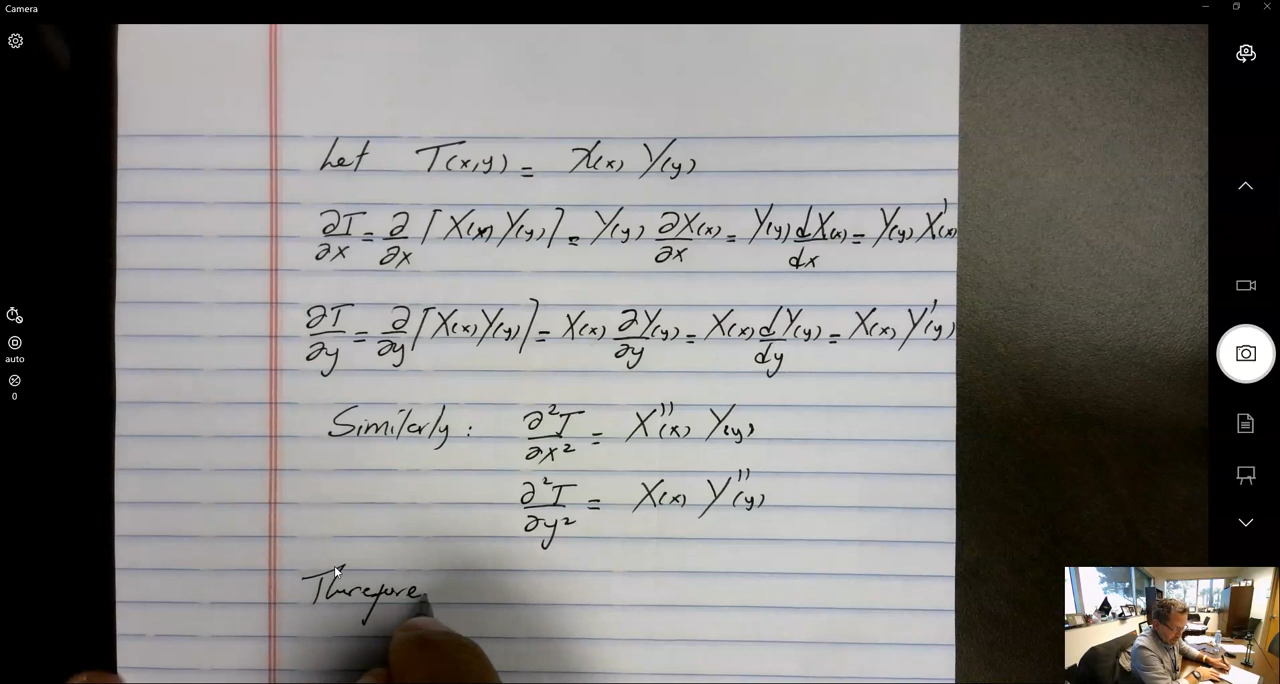 Camera
Let T(x,y) = X(x) Y(y)
∂T/∂x = ∂/∂x [X(x) Y(y)] = Y(y) ∂X(x)/∂x = Y(y) dX(x)/dx = Y(y) X'(x)
∂T/∂y = ∂/∂y [X(x) Y(y)] = X(x) ∂Y(y)/∂y = X(x) dY(y)/dy = X(x) Y'(y)
Similarly: ∂²T/∂x² = X''(x) Y(y)
∂²T/∂y² = X(x) Y''(y)
Therefore
auto
0